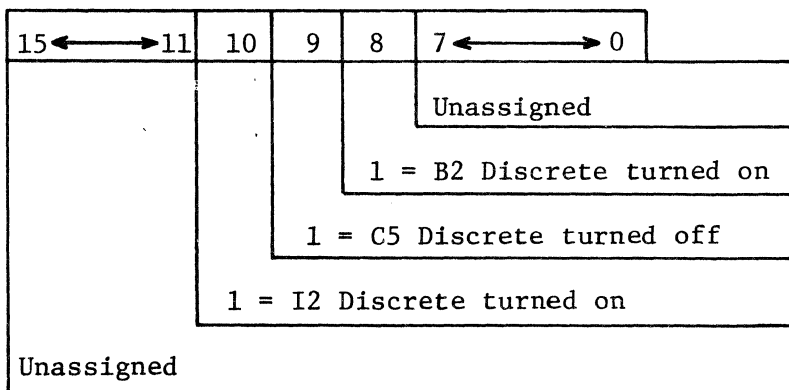 15 11 10 9 8 7 0
Unassigned
1 = B2 Discrete turned on
1 = C5 Discrete turned off
1 = I2 Discrete turned on
Unassigned